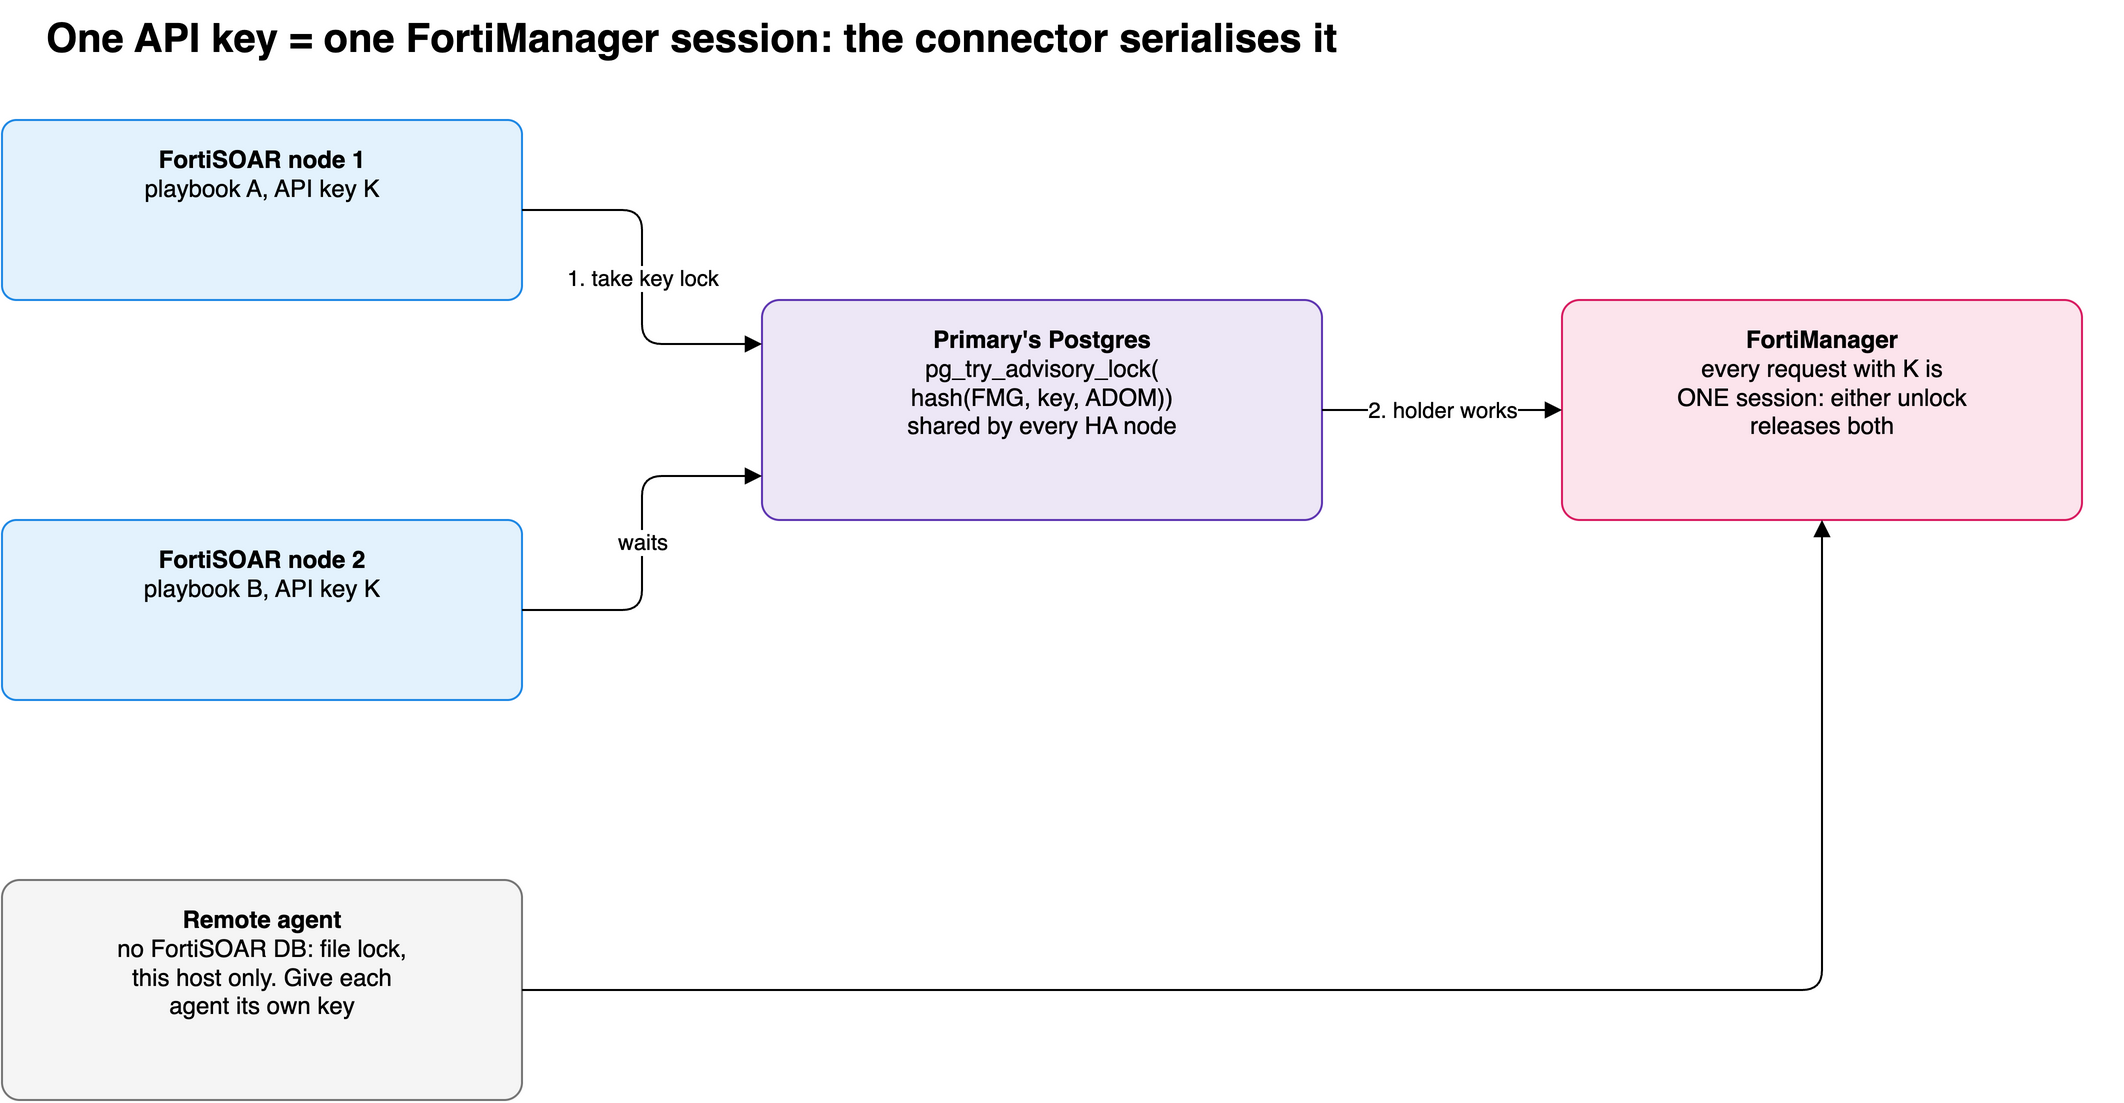 One API key = one FortiManager session: the connector serialises it
FortiSOAR node 1
playbook A, API key K
1. take key lock
Primary's Postgres
pg_try_advisory_lock(
hash(FMG, key, ADOM))
shared by every HA node
2. holder works
FortiManager
every request with K is
ONE session: either unlock
releases both
waits
FortiSOAR node 2
playbook B, API key K
Remote agent
no FortiSOAR DB: file lock,
this host only. Give each
agent its own key